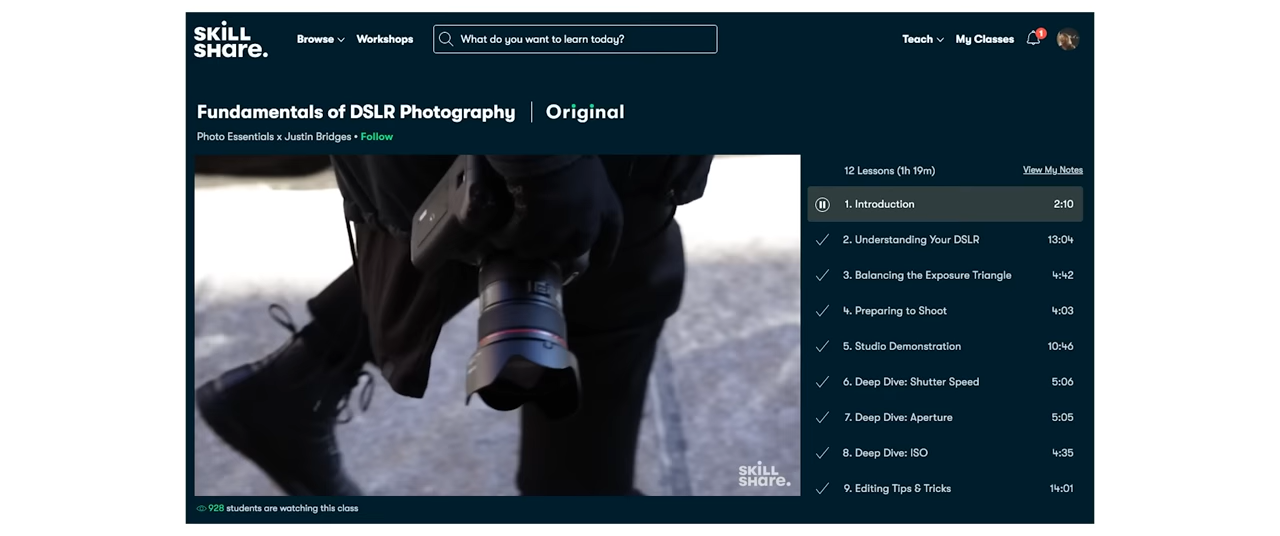 SKILL
SHARE.
Browse
Workshops
What do you want to learn today?
Teach
My Classes
1
Fundamentals of DSLR Photography | Original
Photo Essentials x Justin Bridges • Follow
12 Lessons (1h 19m)
View My Notes
1. Introduction 2:10
2. Understanding Your DSLR 13:04
3. Balancing the Exposure Triangle 4:42
4. Preparing to Shoot 4:03
5. Studio Demonstration 10:46
6. Deep Dive: Shutter Speed 5:06
7. Deep Dive: Aperture 5:05
8. Deep Dive: ISO 4:35
9. Editing Tips & Tricks 14:01
SKILL
SHARE.
928 students are watching this class